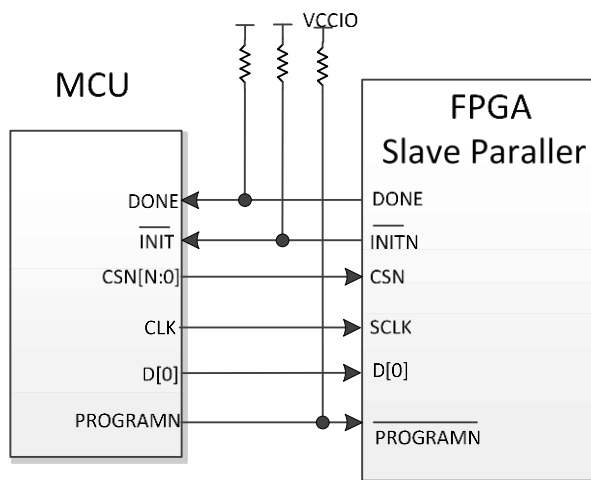 VCCIO
MCU
FPGA
Slave Paraller
DONE
DONE
INIT
INITN
CSN[N:0]
CSN
CLK
SCLK
D[0]
D[0]
PROGRAMN
PROGRAMN